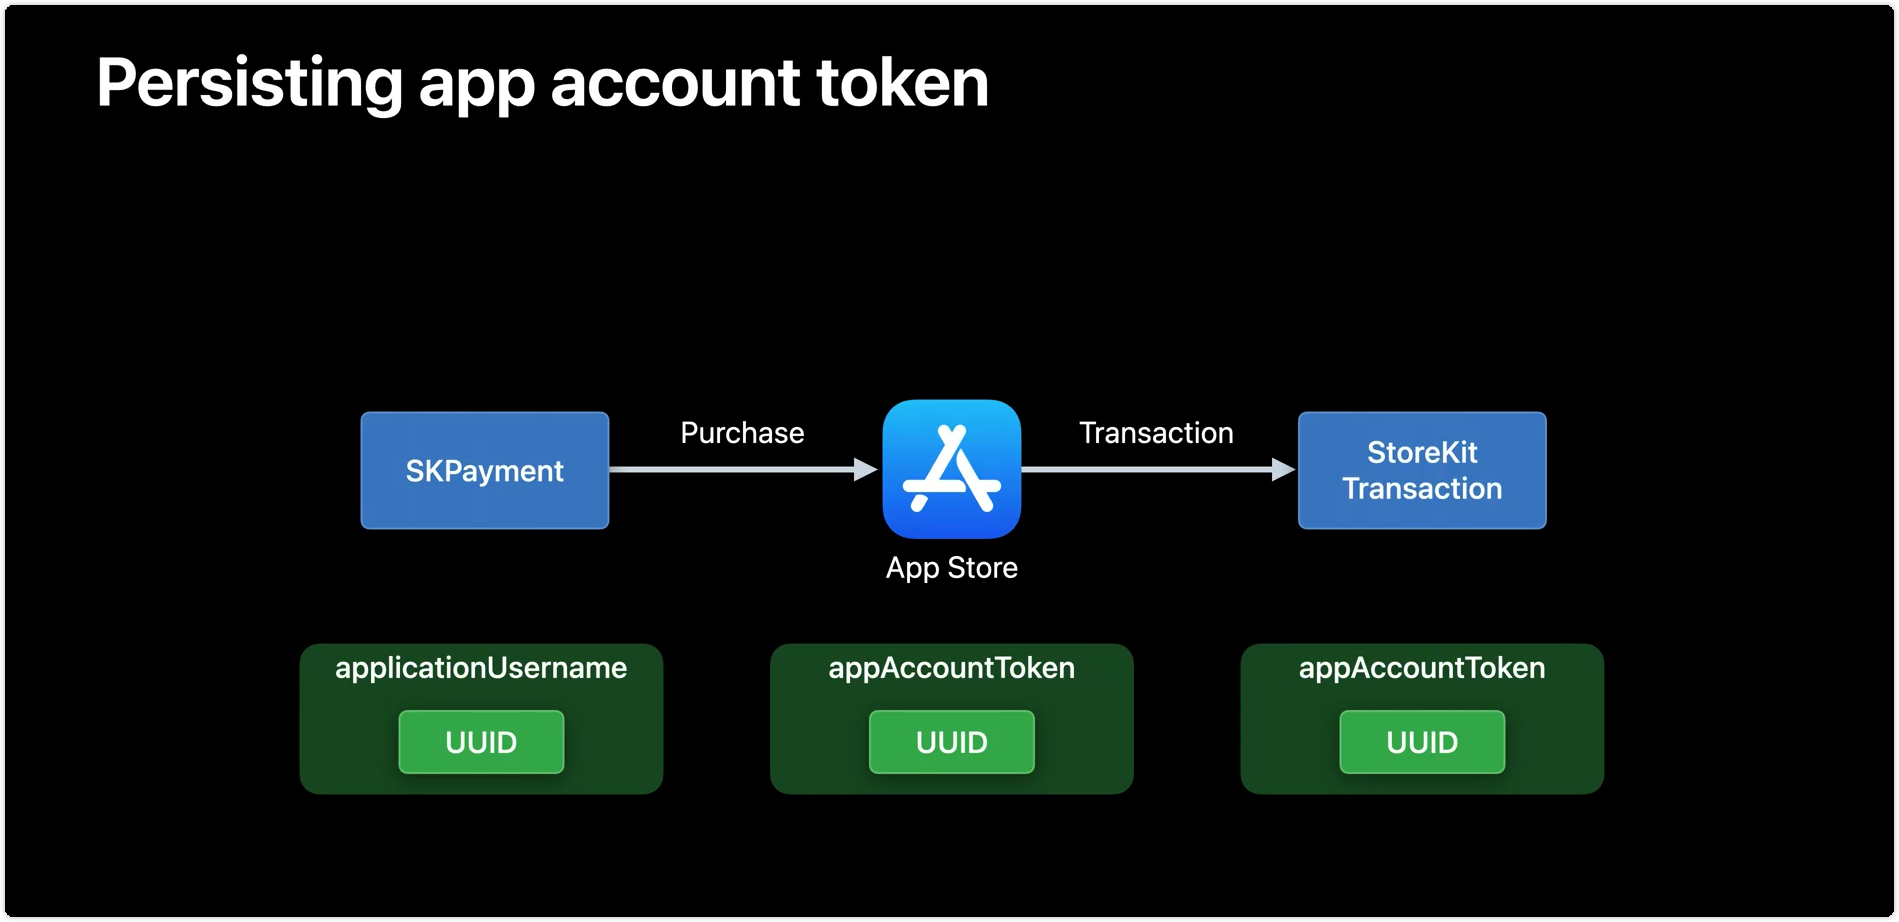 Persisting app account token
SKPayment
Purchase
App Store
Transaction
StoreKit
Transaction
applicationUsername
UUID
appAccountToken
UUID
appAccountToken
UUID